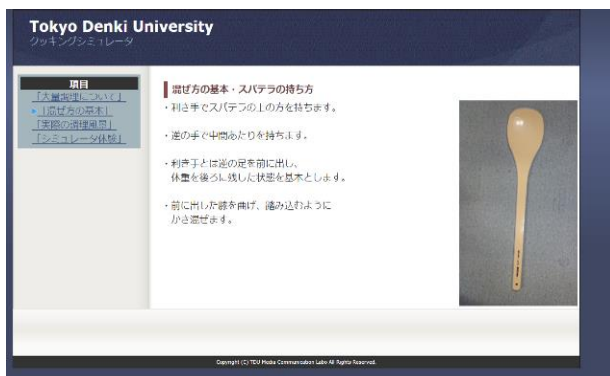 Tokyo Denki University
クッキングシミュレータ
項目
「大量調理について」
「混ぜ方の基本」
「実際の調理風景」
「シミュレータ体験」
混ぜ方の基本・スパテラの持ち方
・利き手でスパテラの上の方を持ちます。
・逆の手で中間あたりを持ちます。
・利き手とは逆の足を前に出し、
体重を後ろに残した状態を基本とします。
・前に出した膝を曲げ、踏み込むように
かき混ぜます。
Copyright (C) TDU Media Communication Labo All Rights Reserved.